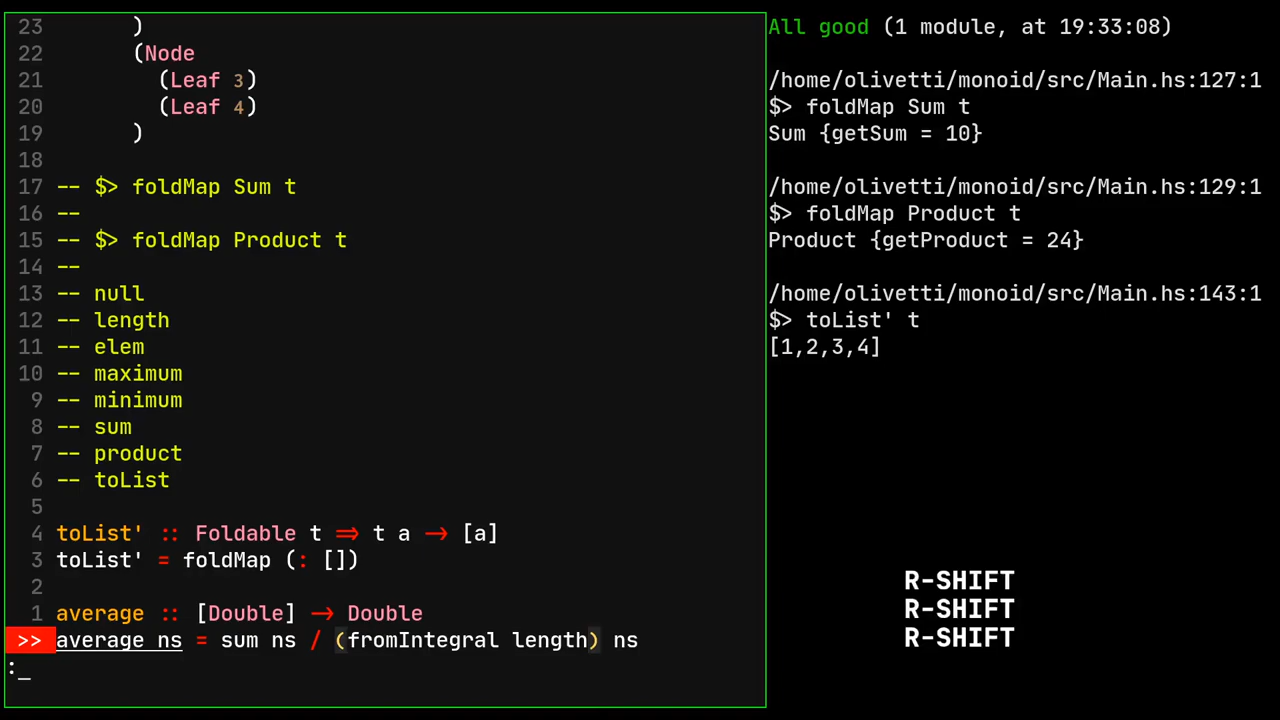 23 )
22 (Node
21 (Leaf 3)
20 (Leaf 4)
19 )
18
17 -- $> foldMap Sum t
16 --
15 -- $> foldMap Product t
14 --
13 -- null
12 -- length
11 -- elem
10 -- maximum
9 -- minimum
8 -- sum
7 -- product
6 -- toList
5
4 toList' :: Foldable t => t a -> [a]
3 toList' = foldMap (: [])
2
1 average :: [Double] -> Double
>> average ns = sum ns / (fromIntegral length) ns
:_
All good (1 module, at 19:33:08)
/home/olivetti/monoid/src/Main.hs:127:1
$> foldMap Sum t
Sum {getSum = 10}
/home/olivetti/monoid/src/Main.hs:129:1
$> foldMap Product t
Product {getProduct = 24}
/home/olivetti/monoid/src/Main.hs:143:1
$> toList' t
[1,2,3,4]
R-SHIFT
R-SHIFT
R-SHIFT